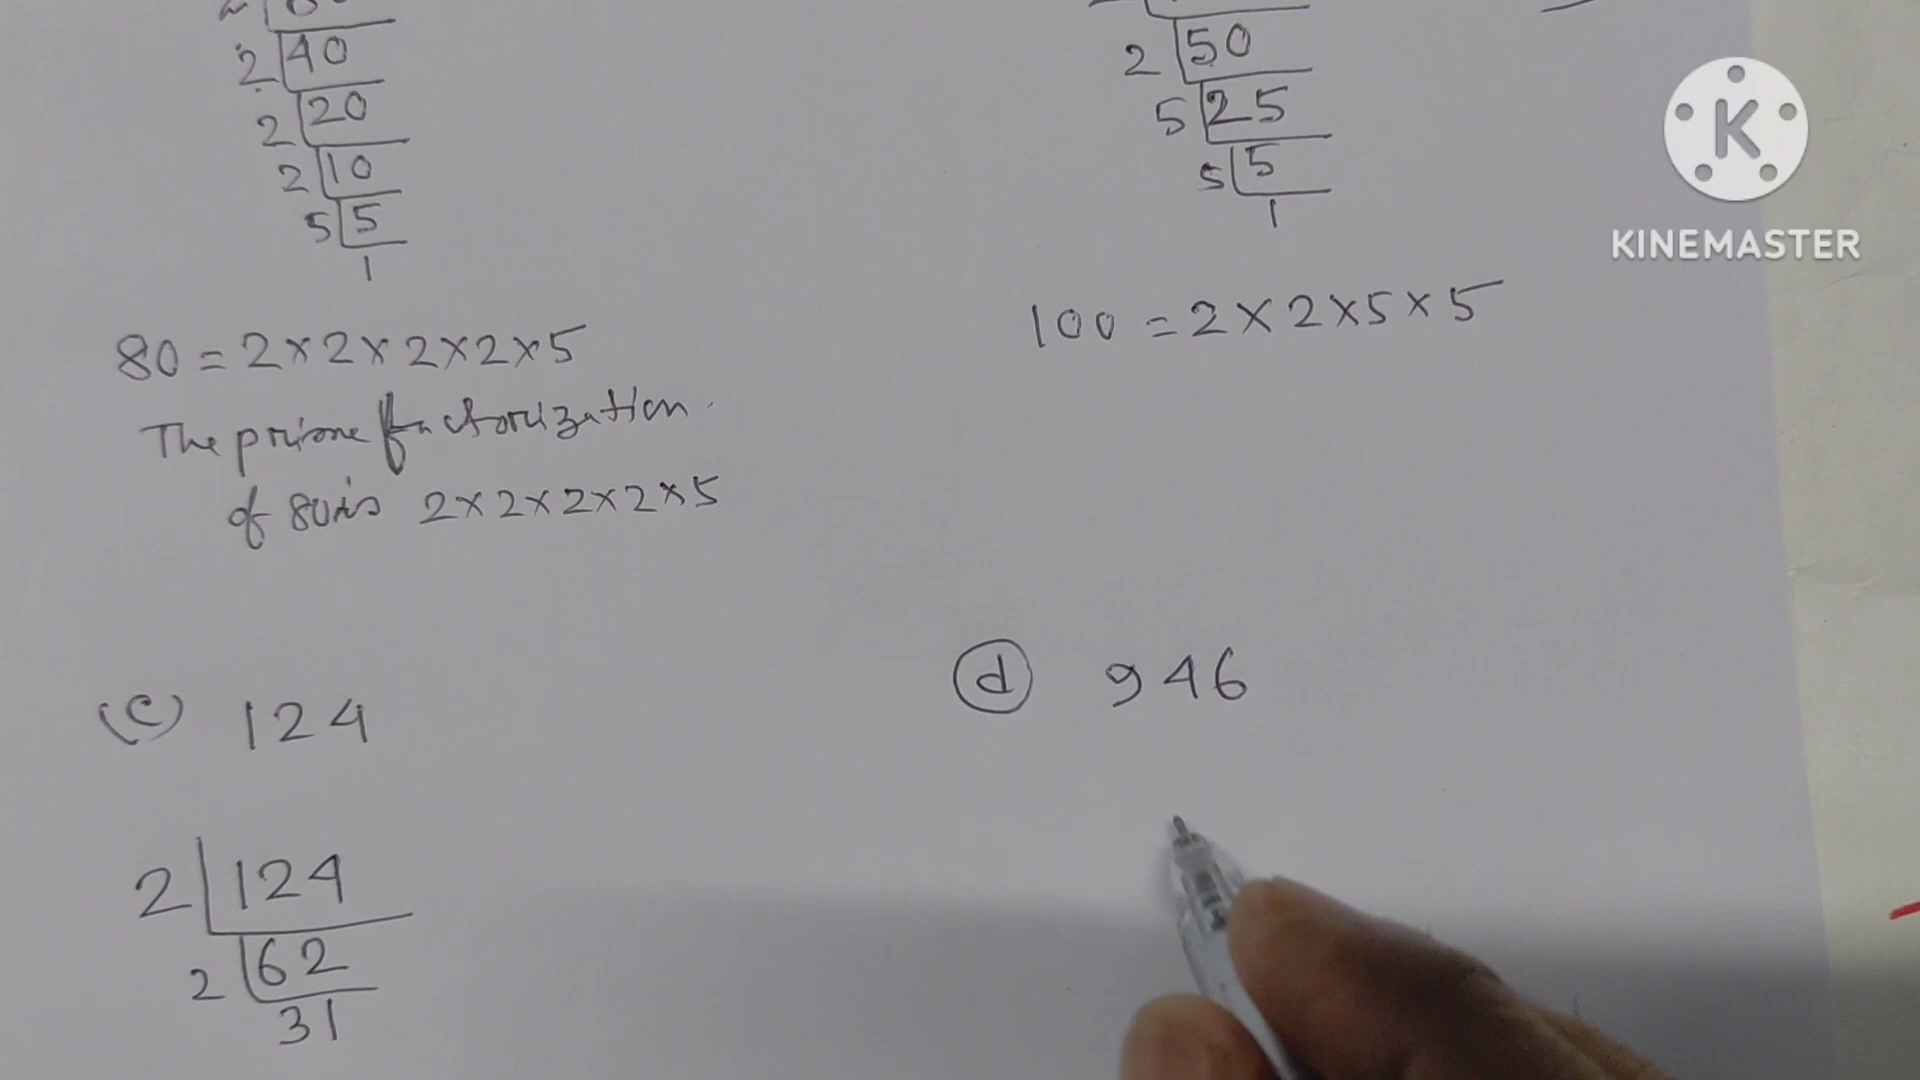 2 40
2 20
2 10
5 5
1
80 = 2 × 2 × 2 × 2 × 5
The prime factorization
of 80 is 2 × 2 × 2 × 2 × 5
2 50
5 25
5 5
1
100 = 2 × 2 × 5 × 5
K
KINEMASTER
(c) 124
2 124
2 62
31
d 946